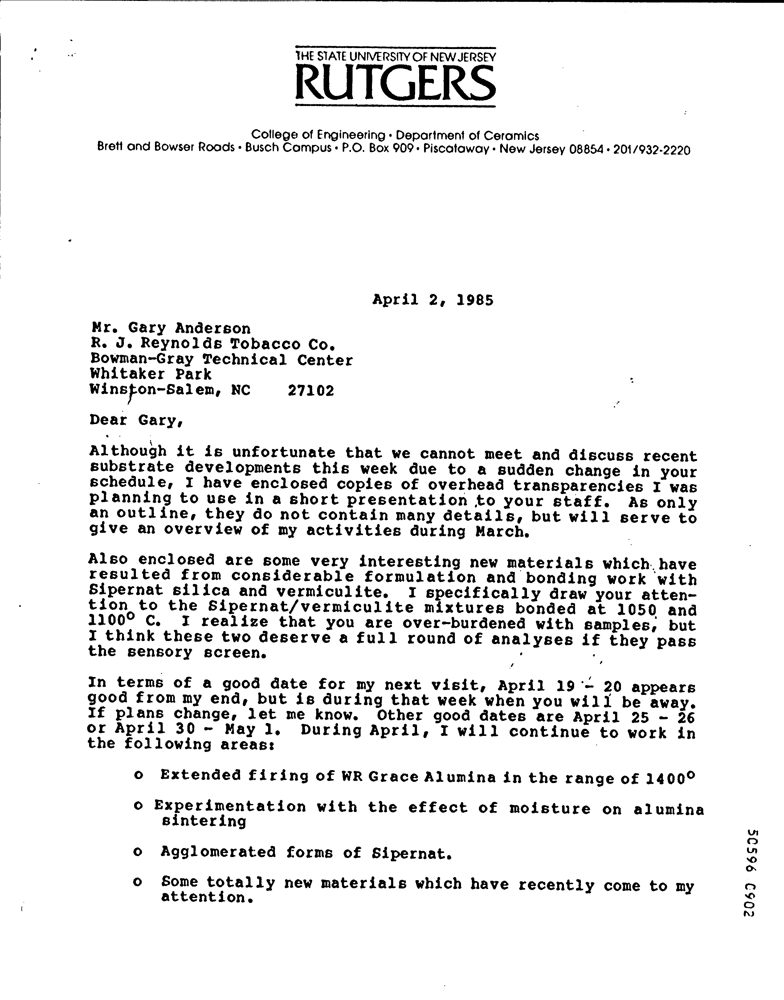 THE STATE UNIVERSITY OF NEW JERSEY
RUTGERS
College of Engineering • Department of Ceramics
Brett and Bowser Roads • Busch Campus • P.O. Box 909 • Piscataway • New Jersey 08854 • 201/932-2220
April 2, 1985
Mr. Gary Anderson
R. J. Reynolds Tobacco Co.
Bowman-Gray Technical Center
Whitaker Park
Winston-Salem, NC 27102
Dear Gary,
Although it is unfortunate that we cannot meet and discuss recent
substrate developments this week due to a sudden change in your
schedule, I have enclosed copies of overhead transparencies I was
planning to use in a short presentation to your staff. As only
an outline, they do not contain many details, but will serve to
give an overview of my activities during March.
Also enclosed are some very interesting new materials which have
resulted from considerable formulation and bonding work with
Sipernat silica and vermiculite. I specifically draw your atten-
tion to the Sipernat/vermiculite mixtures bonded at 1050 and
1100° C. I realize that you are over-burdened with samples, but
I think these two deserve a full round of analyses if they pass
the sensory screen.
In terms of a good date for my next visit, April 19 - 20 appears
good from my end, but is during that week when you will be away.
If plans change, let me know. Other good dates are April 25 - 26
or April 30 - May 1. During April, I will continue to work in
the following areas:
o Extended firing of WR Grace Alumina in the range of 1400°
o Experimentation with the effect of moisture on alumina
sintering
o Agglomerated forms of Sipernat.
o Some totally new materials which have recently come to my
attention.
50596 0902